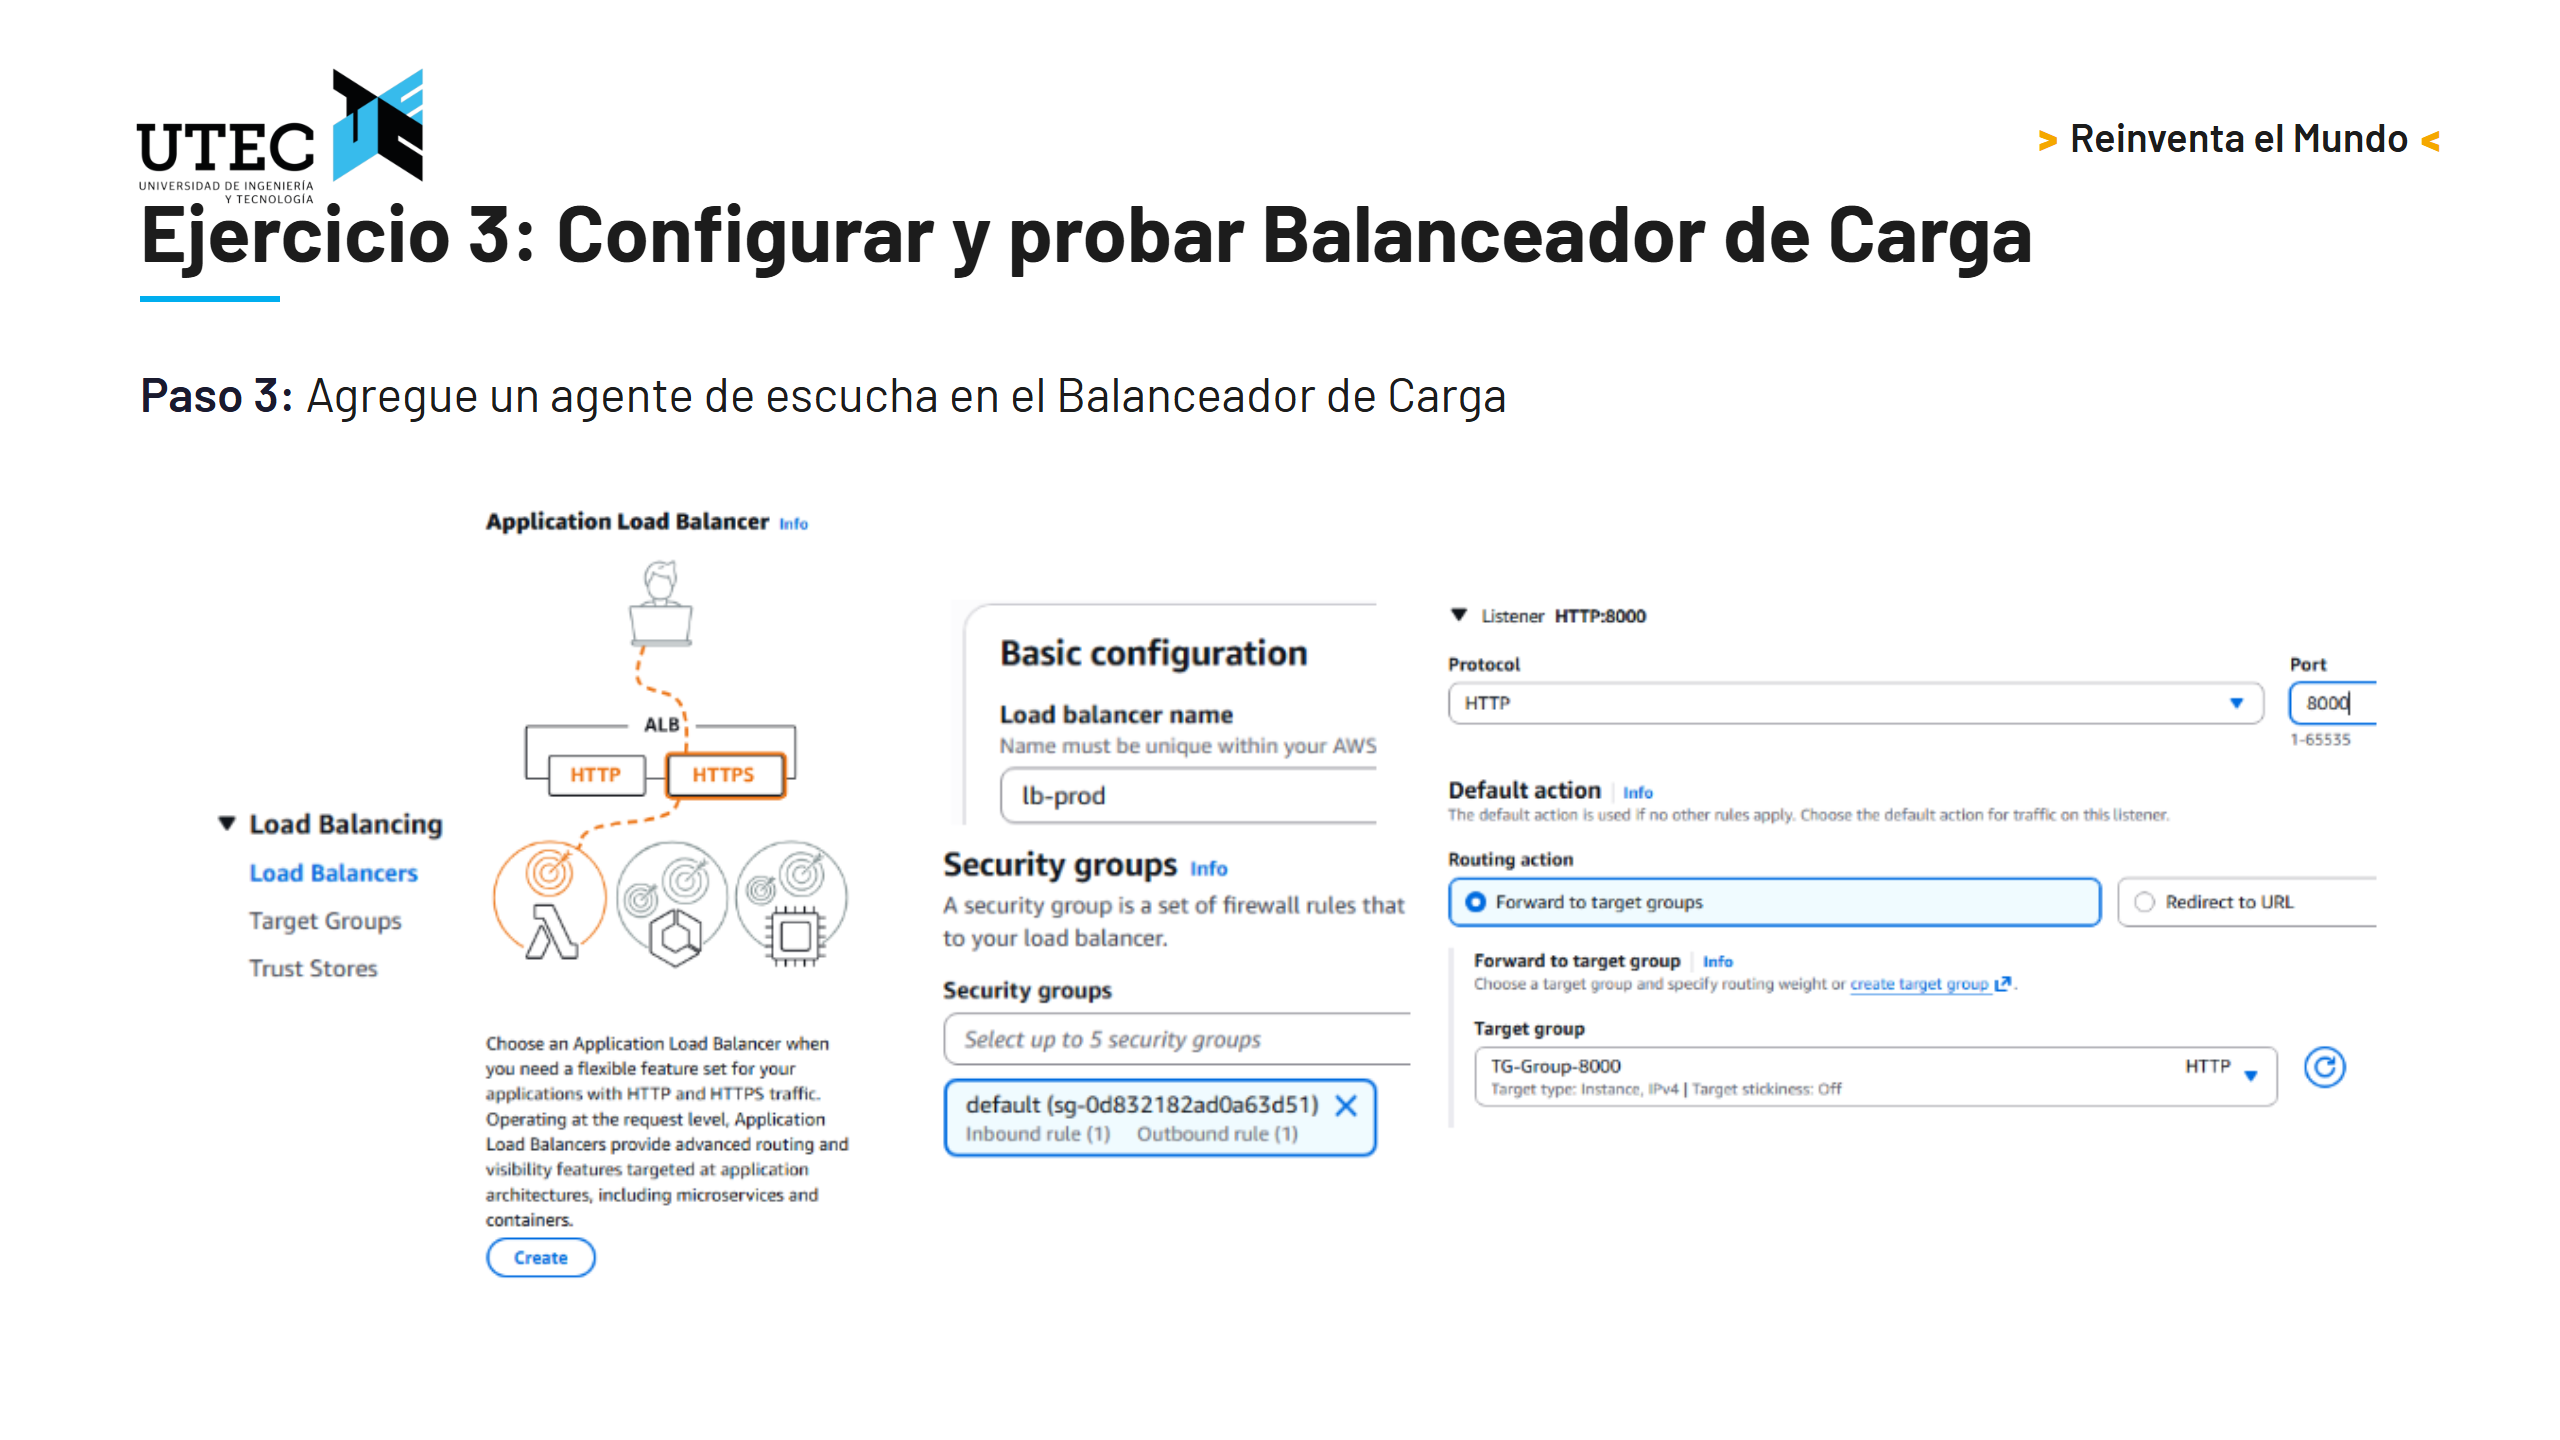 UTEC
UNIVERSIDAD DE INGENIERÍA
Y TECNOLOGÍA
> Reinventa el Mundo <
Ejercicio 3: Configurar y probar Balanceador de Carga
Paso 3: Agregue un agente de escucha en el Balanceador de Carga
Load Balancing
Load Balancers
Target Groups
Trust Stores
Application Load Balancer Info
ALB
HTTP HTTPS
Choose an Application Load Balancer when
you need a flexible feature set for your
applications with HTTP and HTTPS traffic.
Operating at the request level, Application
Load Balancers provide advanced routing and
visibility features targeted at application
architectures, including microservices and
containers.
Create
Basic configuration
Load balancer name
Name must be unique within your AWS
lb-prod
Security groups Info
A security group is a set of firewall rules that
to your load balancer.
Security groups
Select up to 5 security groups
default (sg-0d832182ad0a63d51)
Inbound rule (1) Outbound rule (1)
Listener HTTP:8000
Protocol Port
HTTP 8000
1-65535
Default action Info
The default action is used if no other rules apply. Choose the default action for traffic on this listener.
Routing action
Forward to target groups Redirect to URL
Forward to target group Info
Choose a target group and specify routing weight or create target group.
Target group
TG-Group-8000 HTTP
Target type: Instance, IPv4 | Target stickiness: Off